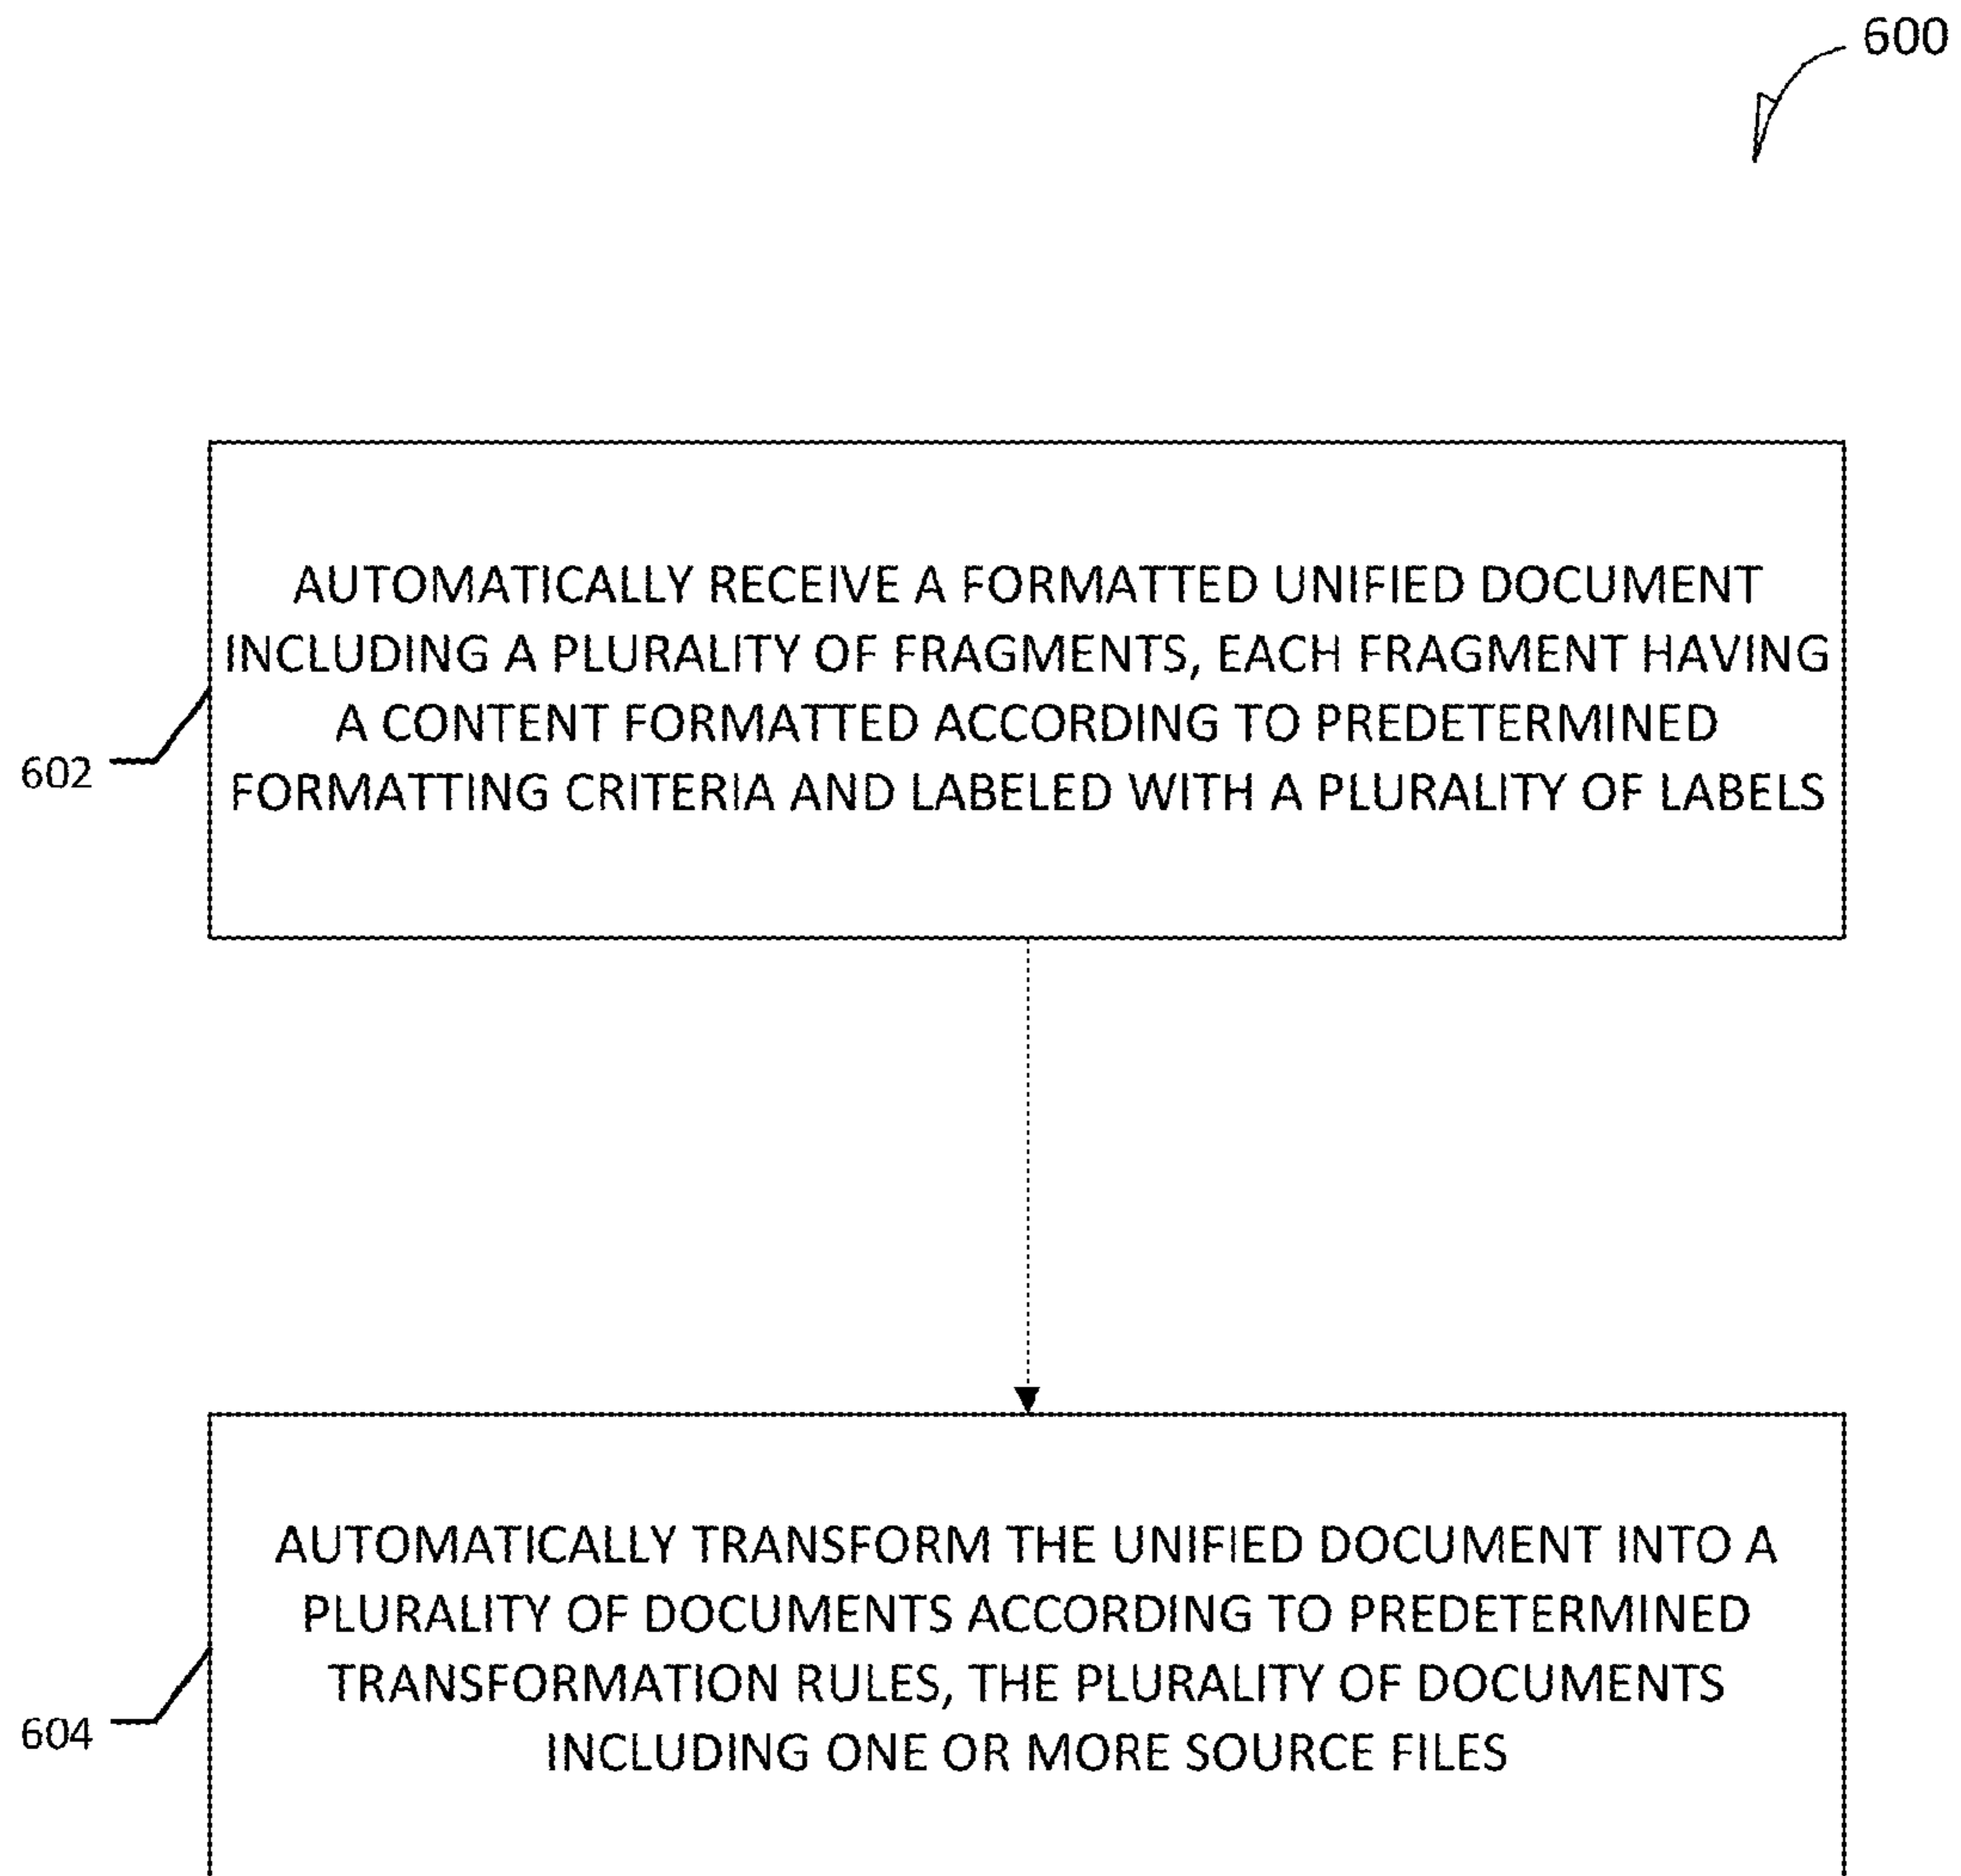 600
AUTOMATICALLY RECEIVE A FORMATTED UNIFIED DOCUMENT
INCLUDING A PLURALITY OF FRAGMENTS, EACH FRAGMENT HAVING
A CONTENT FORMATTED ACCORDING TO PREDETERMINED
FORMATTING CRITERIA AND LABELED WITH A PLURALITY OF LABELS
602
AUTOMATICALLY TRANSFORM THE UNIFIED DOCUMENT INTO A
PLURALITY OF DOCUMENTS ACCORDING TO PREDETERMINED
TRANSFORMATION RULES, THE PLURALITY OF DOCUMENTS
INCLUDING ONE OR MORE SOURCE FILES
604